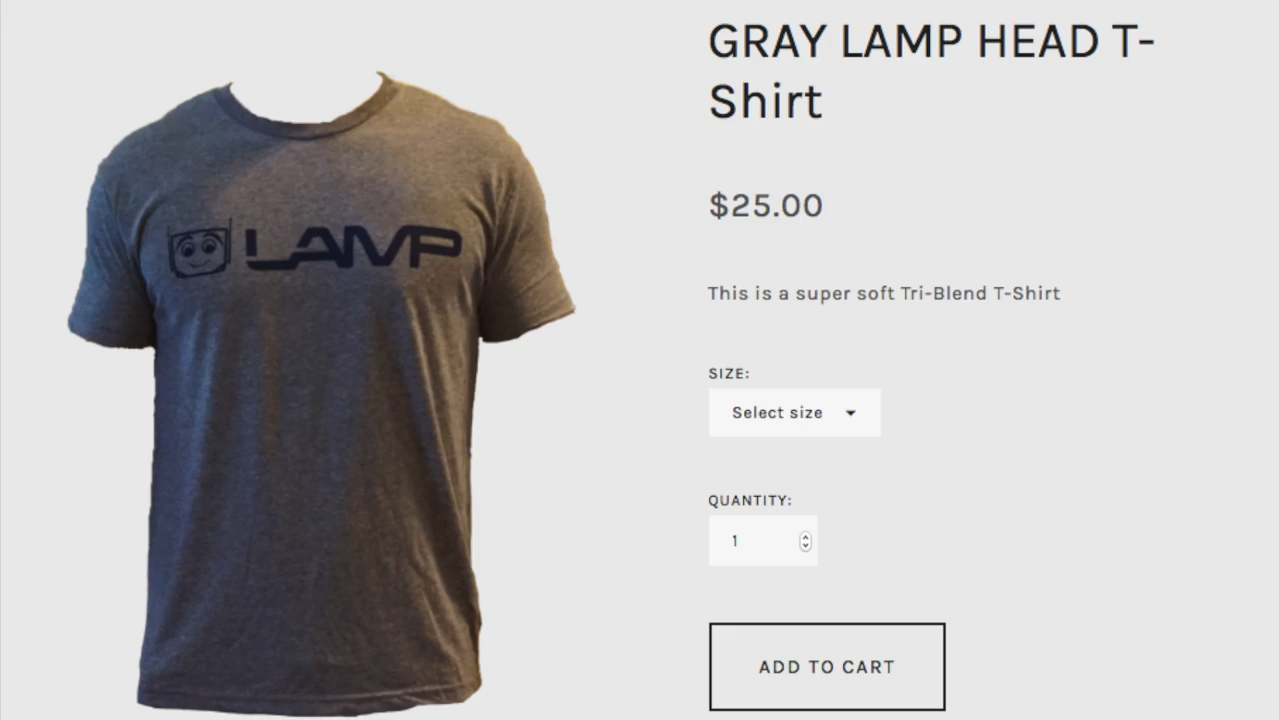 GRAY LAMP HEAD T-
Shirt
$25.00
LAMP
This is a super soft Tri-Blend T-Shirt
SIZE:
Select size
QUANTITY:
1
ADD TO CART